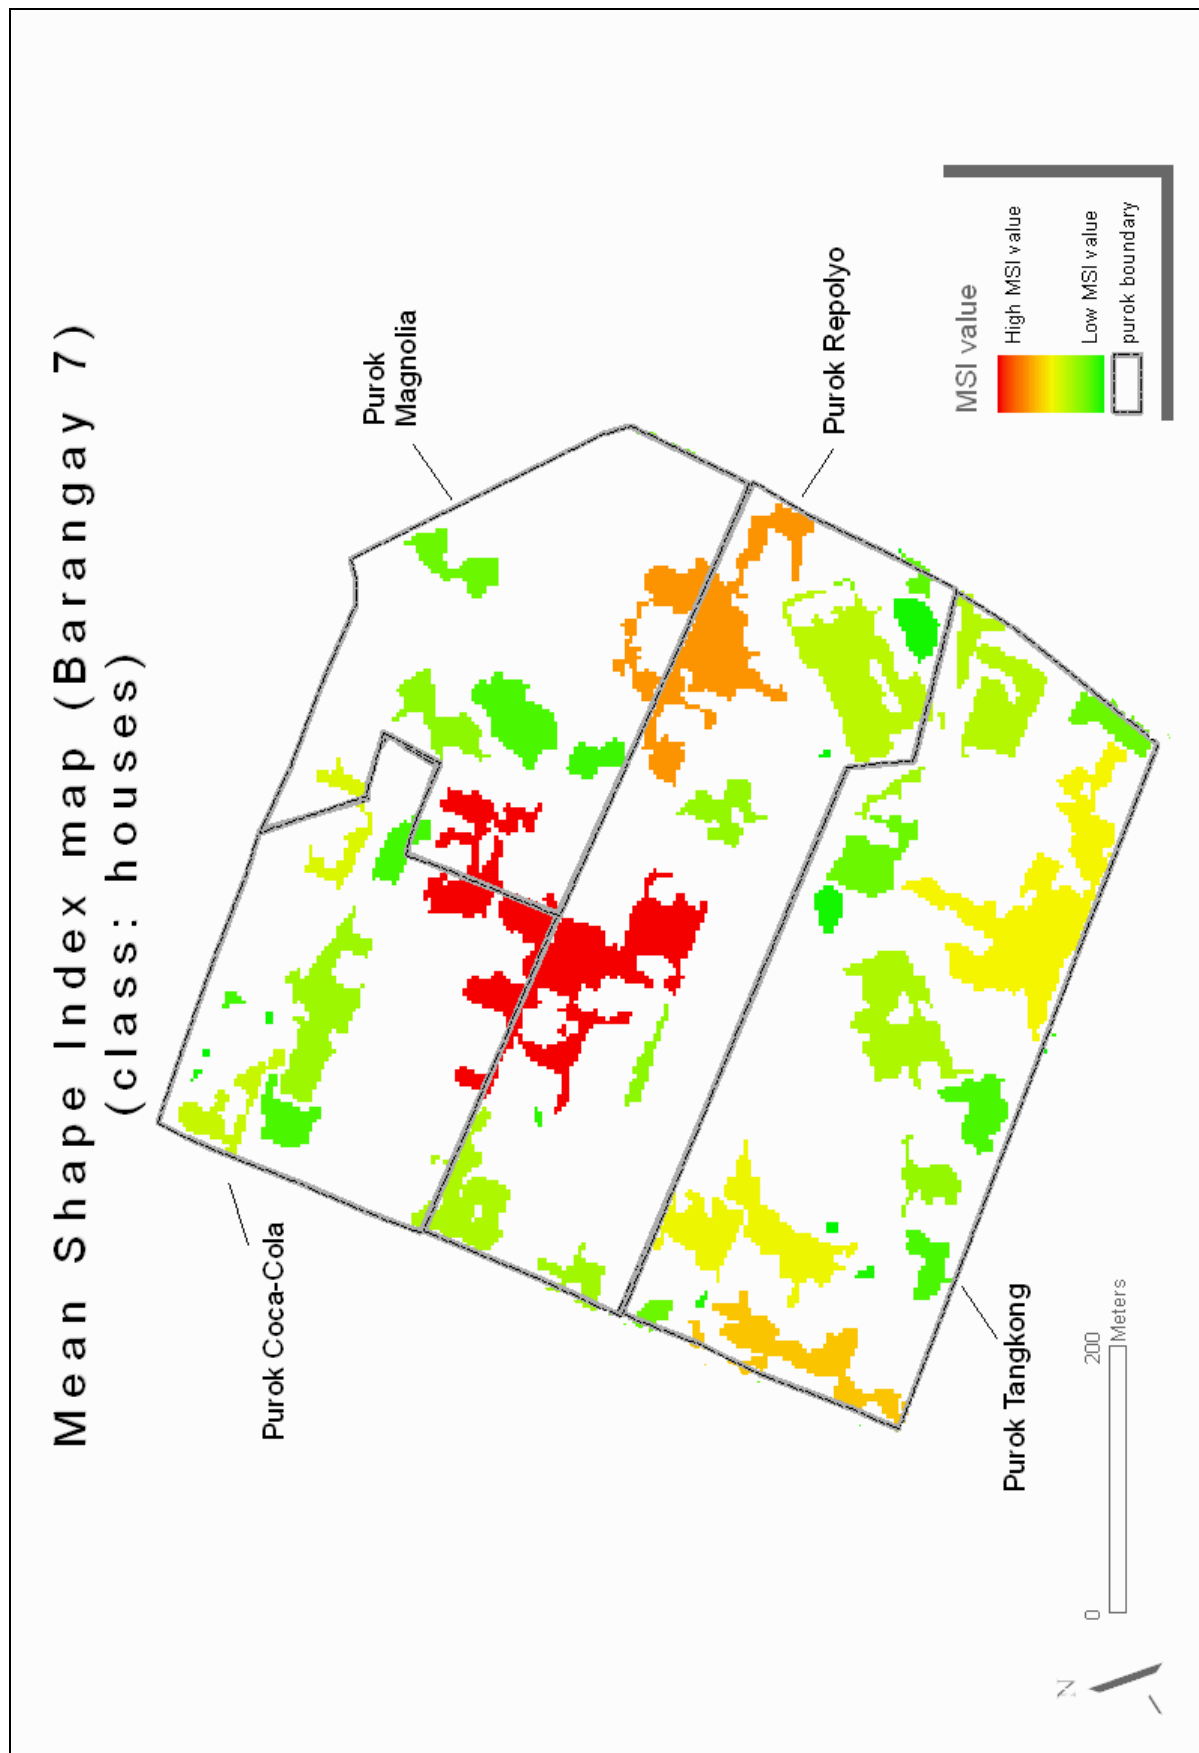 Mean Shape Index map (Barangay 7)
(class: houses)
Purok Coca-Cola
Purok
Magnolia
Purok Repolyo
Purok Tangkong
MSI value
High MSI value
Low MSI value
purok boundary
N
0 200
Meters